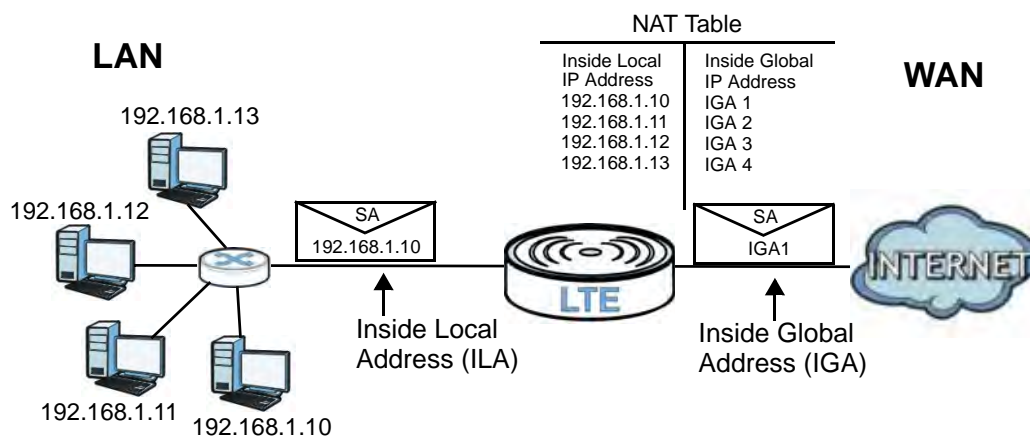 NAT Table
LAN
WAN
Inside Local
IP Address
192.168.1.10
192.168.1.11
192.168.1.12
192.168.1.13
Inside Global
IP Address
IGA 1
IGA 2
IGA 3
IGA 4
192.168.1.13
192.168.1.12
192.168.1.11
192.168.1.10
SA
192.168.1.10
LTE
SA
IGA1
INTERNET
Inside Local
Address (ILA)
Inside Global
Address (IGA)